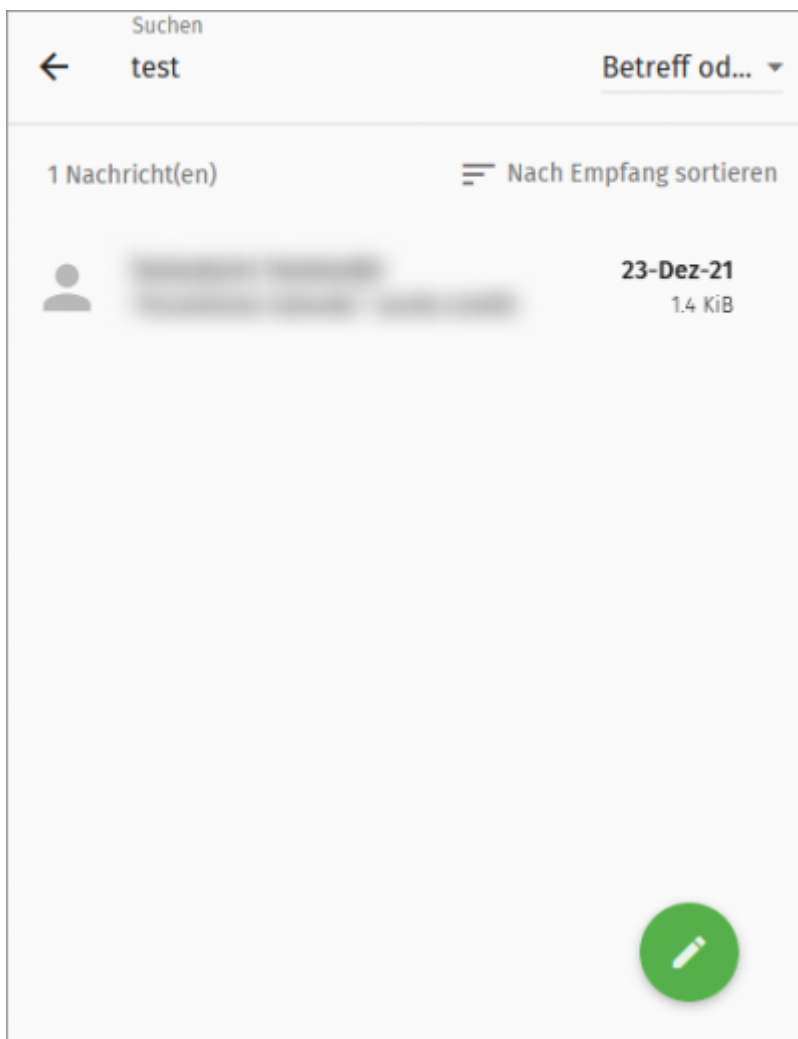 Suchen
test
Betreff od...
1 Nachricht(en)
Nach Empfang sortieren
23-Dez-21
1.4 KiB